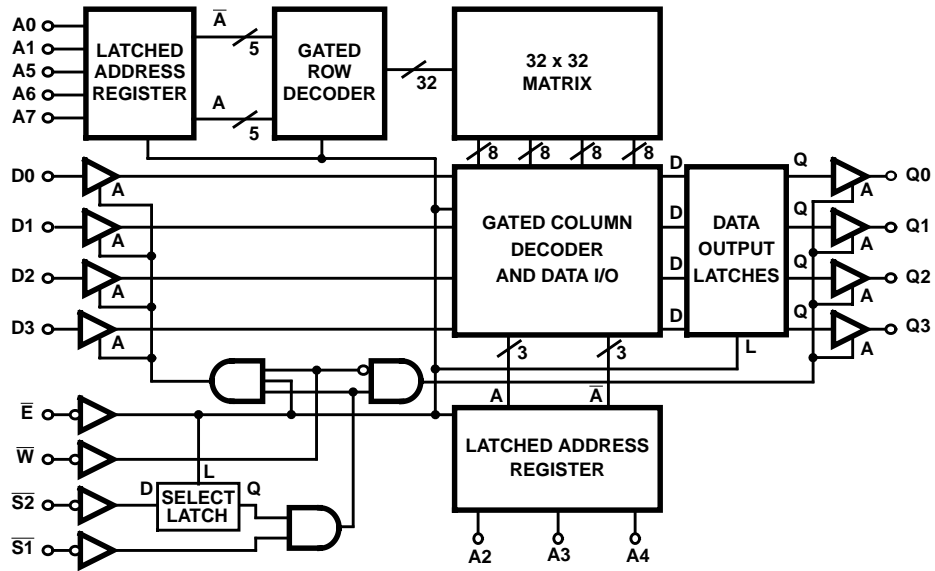 A0
A1
A5
A6
A7
LATCHED
ADDRESS
REGISTER
A̅
5
A
5
GATED
ROW
DECODER
32
32 x 32
MATRIX
8
8
8
8
D0
A
D1
A
D2
A
D3
A
GATED COLUMN
DECODER
AND DATA I/O
D
D
D
D
DATA
OUTPUT
LATCHES
L
Q
Q
Q
Q
A
Q0
A
Q1
A
Q2
A
Q3
3
3
A
A̅
E̅
W̅
S̅2̅
S̅1̅
L
D
SELECT
LATCH
Q
LATCHED ADDRESS
REGISTER
A2
A3
A4